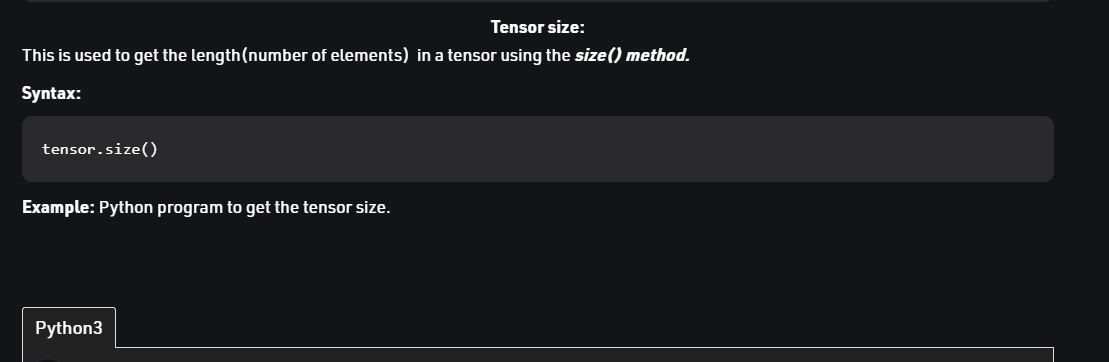 Tensor size:
This is used to get the length(number of elements)  in a tensor using the size() method.
Syntax:
tensor.size()
Example: Python program to get the tensor size.
Python3